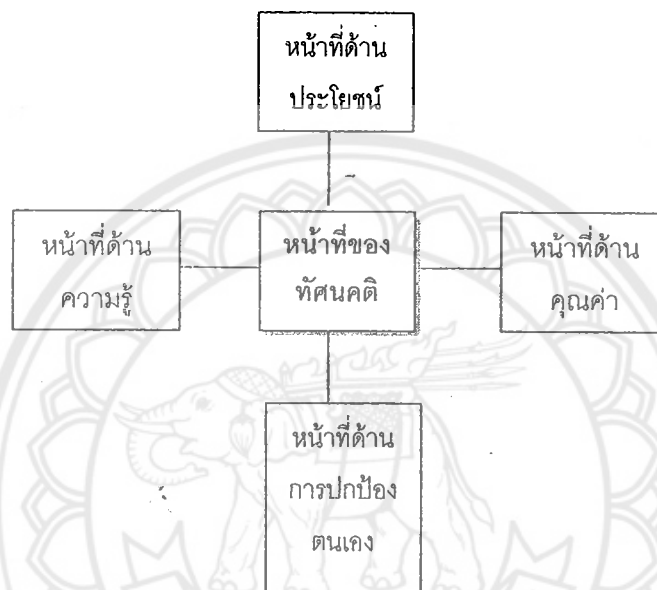 หน้าที่ด้าน
ประโยชน์
หน้าที่ด้าน
ความรู้
หน้าที่ของ
ทัศนคติ
หน้าที่ด้าน
คุณค่า
หน้าที่ด้าน
การปกป้อง
ตนเอง